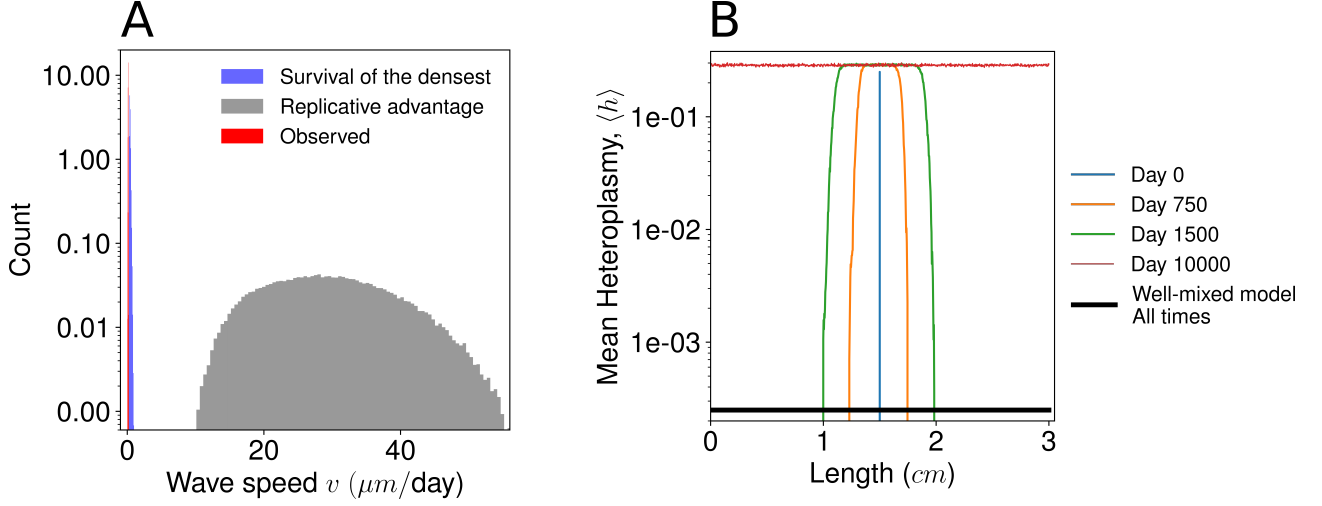 A
10.00
1.00
0.10
0.01
0.00
Count
0
20
40
Wave speed v (μm/day)
Survival of the densest
Replicative advantage
Observed
B
1e-01
1e-02
1e-03
Mean Heteroplasmy, ⟨h⟩
0
1
2
3
Length (cm)
Day 0
Day 750
Day 1500
Day 10000
Well-mixed model
All times